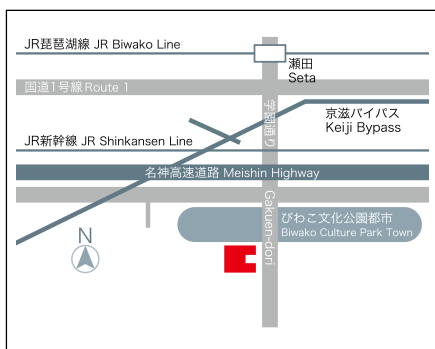 JR琵琶湖線 JR Biwako Line
瀬田
Seta
国道1号線 Route 1
学園通り
Gakuen-dori
京滋バイパス
Keiji Bypass
JR新幹線 JR Shinkansen Line
名神高速道路 Meishin Highway
びわこ文化公園都市
Biwako Culture Park Town
N